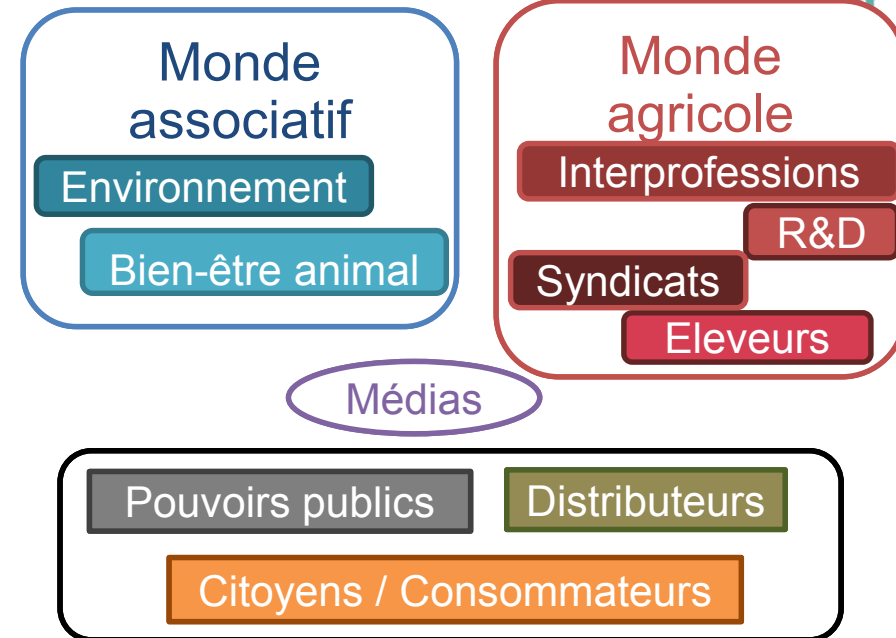 Monde
associatif
Environnement
Bien-être animal
Monde
agricole
Interprofessions
R&D
Syndicats
Eleveurs
Médias
Pouvoirs publics
Distributeurs
Citoyens / Consommateurs